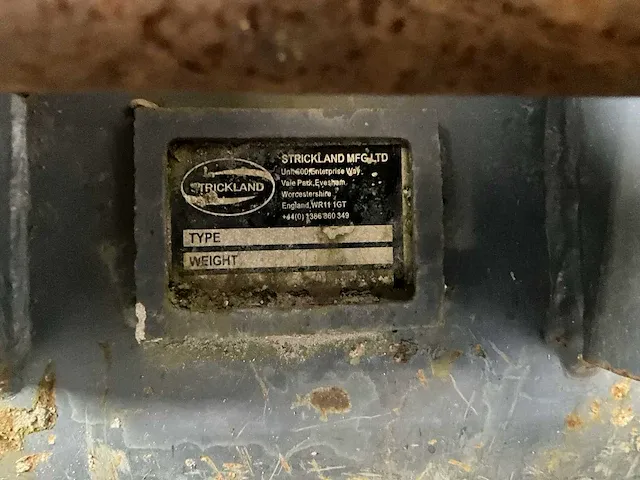 STRICKLAND
STRICKLAND MFG.LTD
Unit 600, Enterprise Way
Vale Park, Evesham.
Worcestershire
England, WR11 1GT
+44(0) 1386 860 349
TYPE
WEIGHT